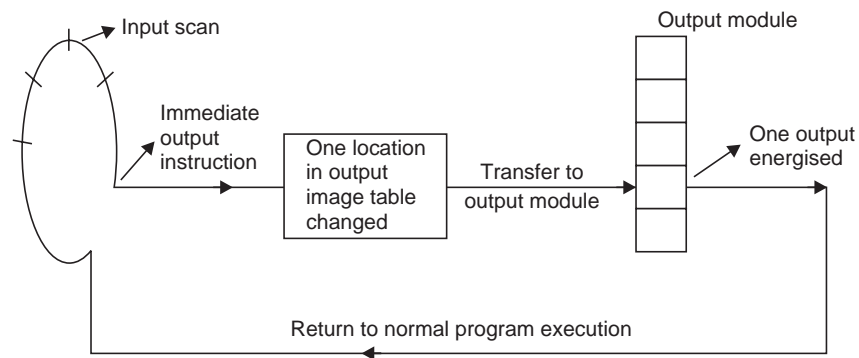 Output module
Input scan
Immediate
output
instruction
One location
in output
image table
changed
Transfer to
output module
One output
energised
Return to normal program execution